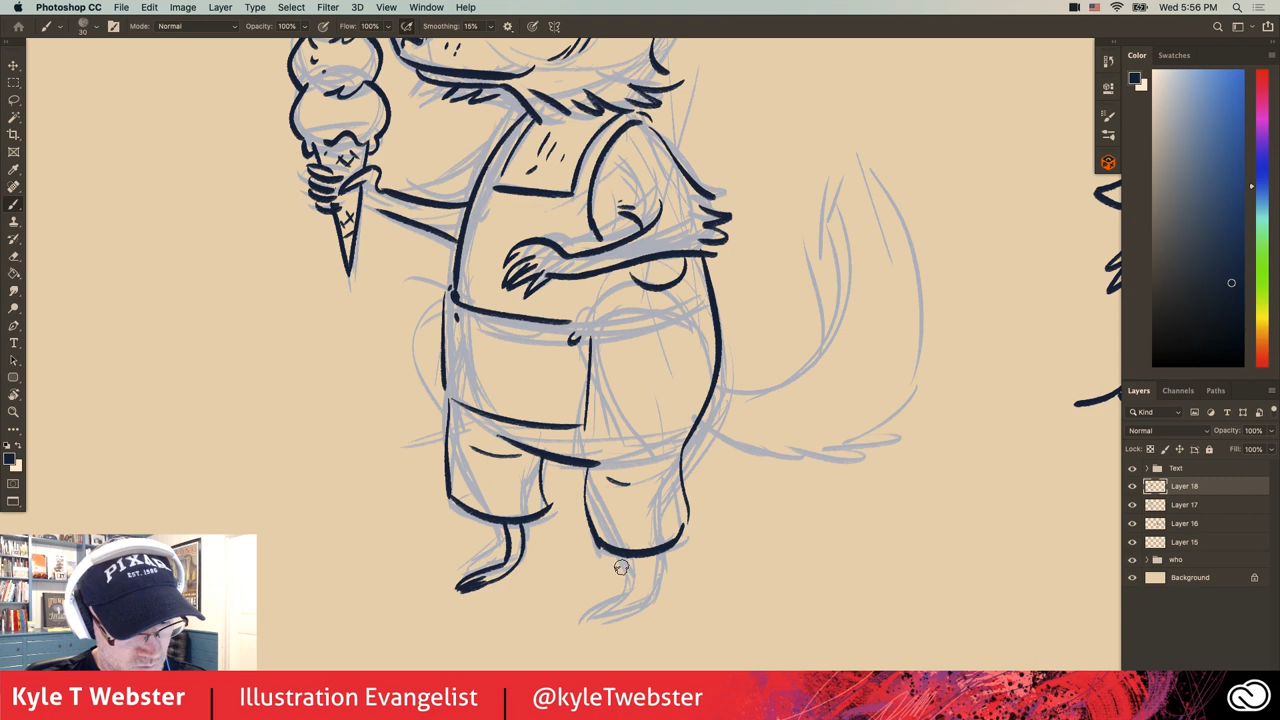 Photoshop CC File Edit Image Layer Type Select Filter 3D View Window Help Wed 5:56 PM
30 Mode: Normal Opacity: 100% Flow: 100% Smoothing: 15%
Color Swatches
Layers Channels Paths
Kind
Normal Opacity: 100%
Lock: Fill: 100%
Text
Layer 18
Layer 17
Layer 16
Layer 15
who
Background
PIXAR
EST. 1986
Kyle T Webster | Illustration Evangelist | @kyleTwebster